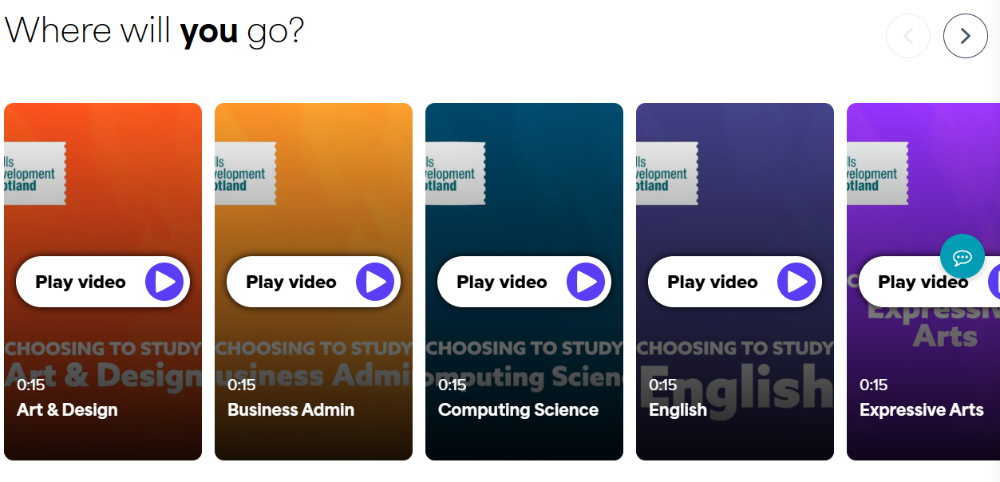 Where will you go?
lls
velopment
otland
Play video
CHOOSING TO STUDY
Art & Design
0:15
Art & Design
lls
velopment
otland
Play video
CHOOSING TO STUDY
usiness Admi
0:15
Business Admin
lls
velopment
otland
Play video
CHOOSING TO STUDY
omputing Scien
0:15
Computing Science
lls
velopment
otland
Play video
CHOOSING TO STUDY
English
0:15
English
lls
velopment
otland
Play video
C
Expressiv
Arts
0:15
Expressive Arts